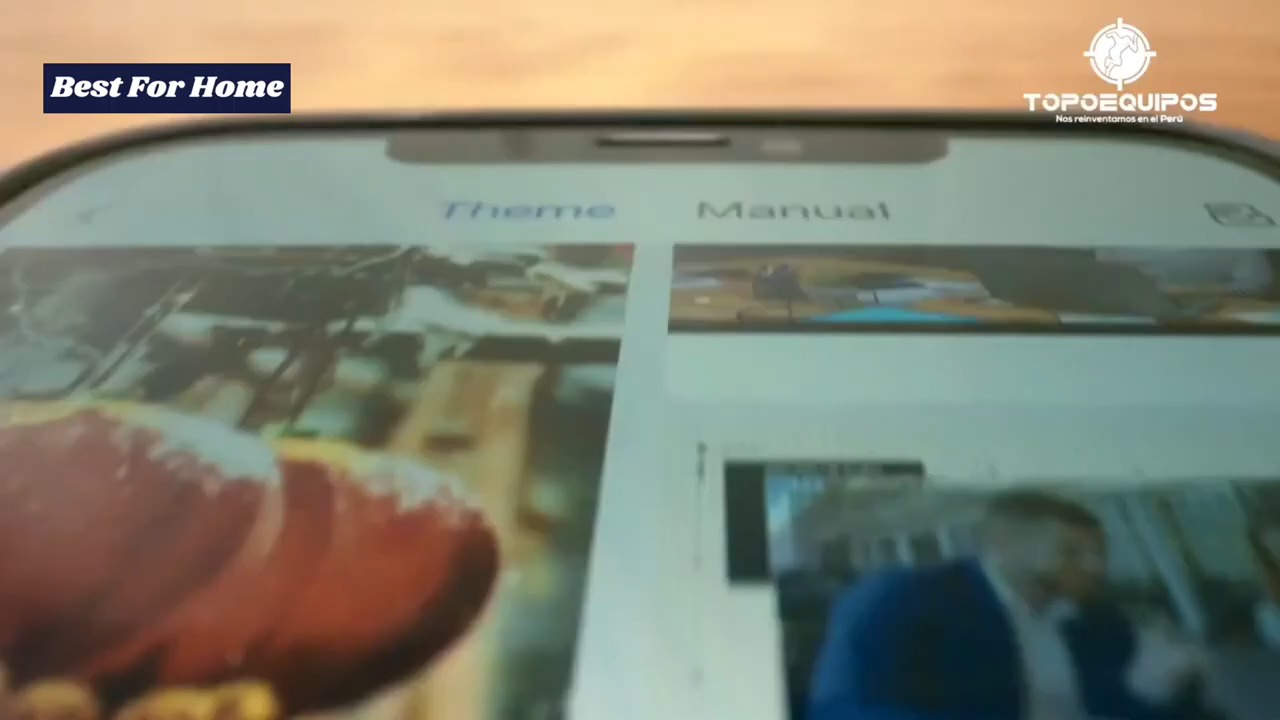 Best For Home
TOPOEQUIPOS
Nos reinventamos en el Perú
Theme Manual